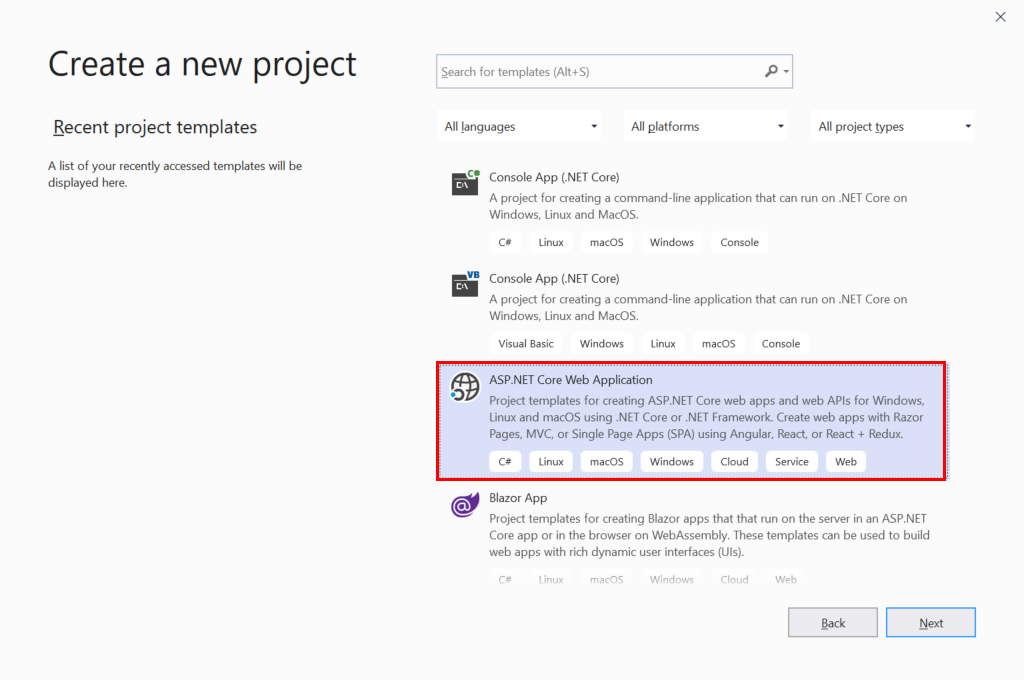 Create a new project
Search for templates (Alt+S)
Recent project templates
All languages
All platforms
All project types
A list of your recently accessed templates will be
displayed here.
Console App (.NET Core)
A project for creating a command-line application that can run on .NET Core on
Windows, Linux and MacOS.
C# Linux macOS Windows Console
Console App (.NET Core)
A project for creating a command-line application that can run on .NET Core on
Windows, Linux and MacOS.
Visual Basic Windows Linux macOS Console
ASP.NET Core Web Application
Project templates for creating ASP.NET Core web apps and web APIs for Windows,
Linux and macOS using .NET Core or .NET Framework. Create web apps with Razor
Pages, MVC, or Single Page Apps (SPA) using Angular, React, or React + Redux.
C# Linux macOS Windows Cloud Service Web
Blazor App
Project templates for creating Blazor apps that that run on the server in an ASP.NET
Core app or in the browser on WebAssembly. These templates can be used to build
web apps with rich dynamic user interfaces (UIs).
C# Linux macOS Windows Cloud Web
Back
Next